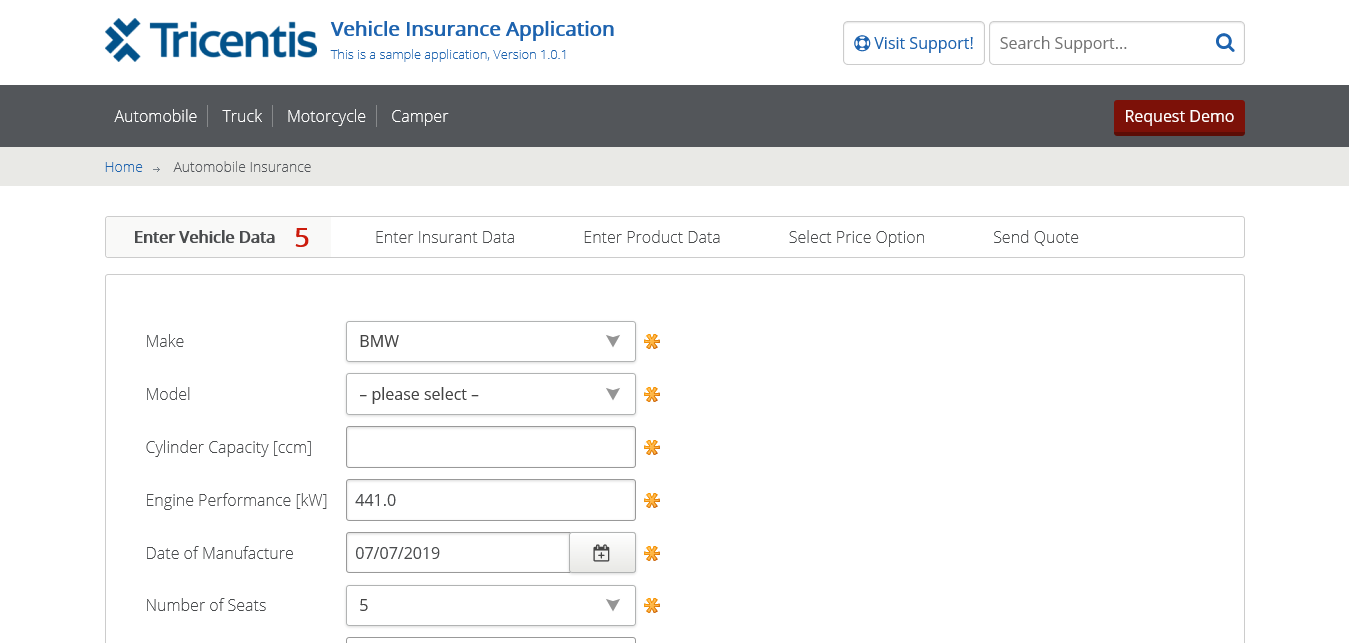 Tricentis
Vehicle Insurance Application
This is a sample application, Version 1.0.1
Visit Support!
Search Support...
Automobile
Truck
Motorcycle
Camper
Request Demo
Home → Automobile Insurance
Enter Vehicle Data 5
Enter Insurant Data
Enter Product Data
Select Price Option
Send Quote
Make
BMW
Model
– please select –
Cylinder Capacity [ccm]
Engine Performance [kW]
441.0
Date of Manufacture
07/07/2019
Number of Seats
5